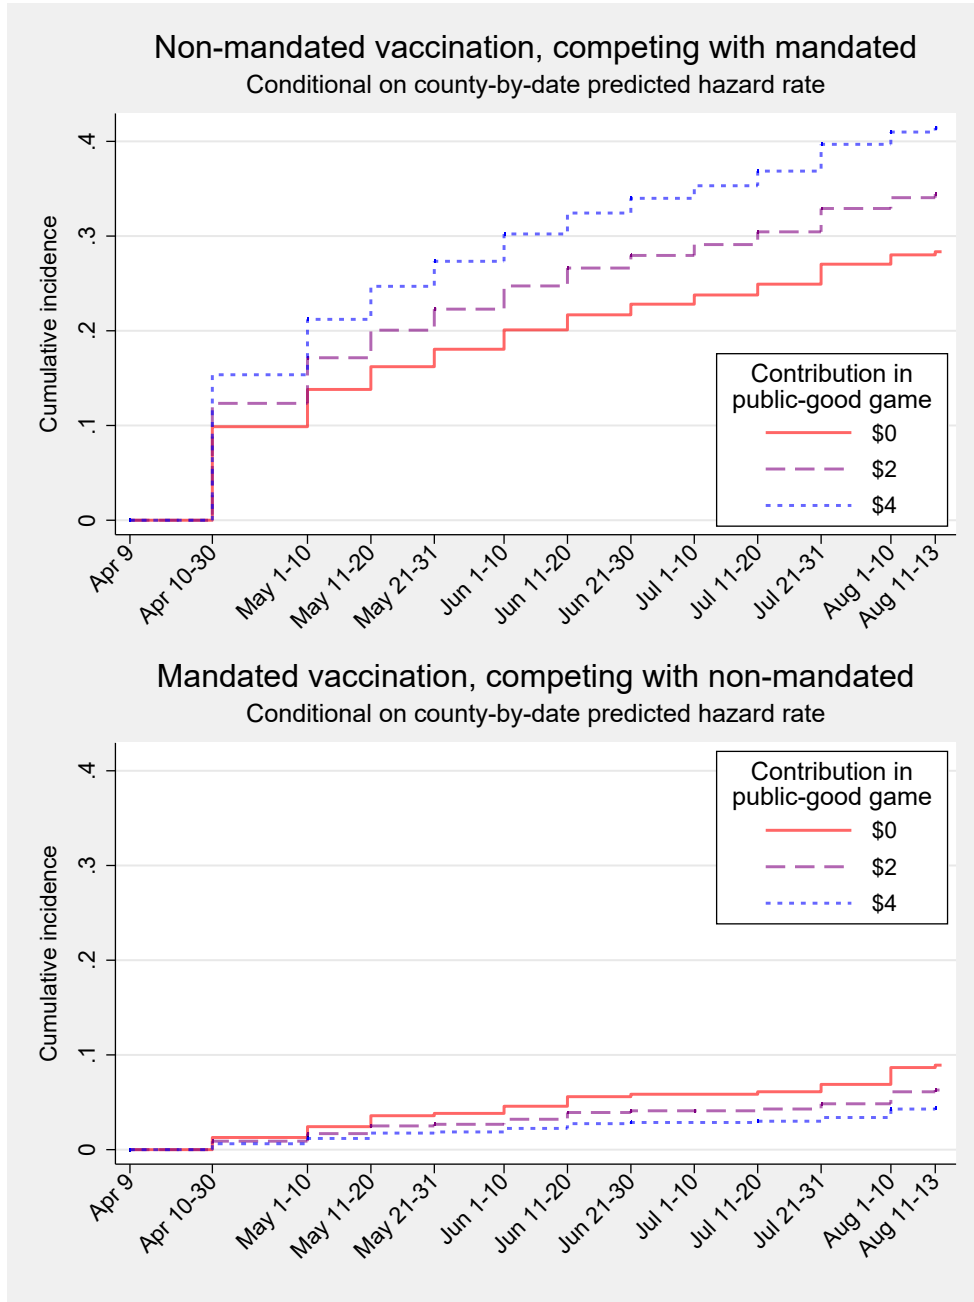 Non-mandated vaccination, competing with mandated
Conditional on county-by-date predicted hazard rate
Cumulative incidence
.4
.3
.2
.1
0
Contribution in
public-good game
$0
$2
$4
Apr 9
Apr 10-30
May 1-10
May 11-20
May 21-31
Jun 1-10
Jun 11-20
Jun 21-30
Jul 1-10
Jul 11-20
Jul 21-31
Aug 1-10
Aug 11-13
Mandated vaccination, competing with non-mandated
Conditional on county-by-date predicted hazard rate
Cumulative incidence
.4
.3
.2
.1
0
Contribution in
public-good game
$0
$2
$4
Apr 9
Apr 10-30
May 1-10
May 11-20
May 21-31
Jun 1-10
Jun 11-20
Jun 21-30
Jul 1-10
Jul 11-20
Jul 21-31
Aug 1-10
Aug 11-13